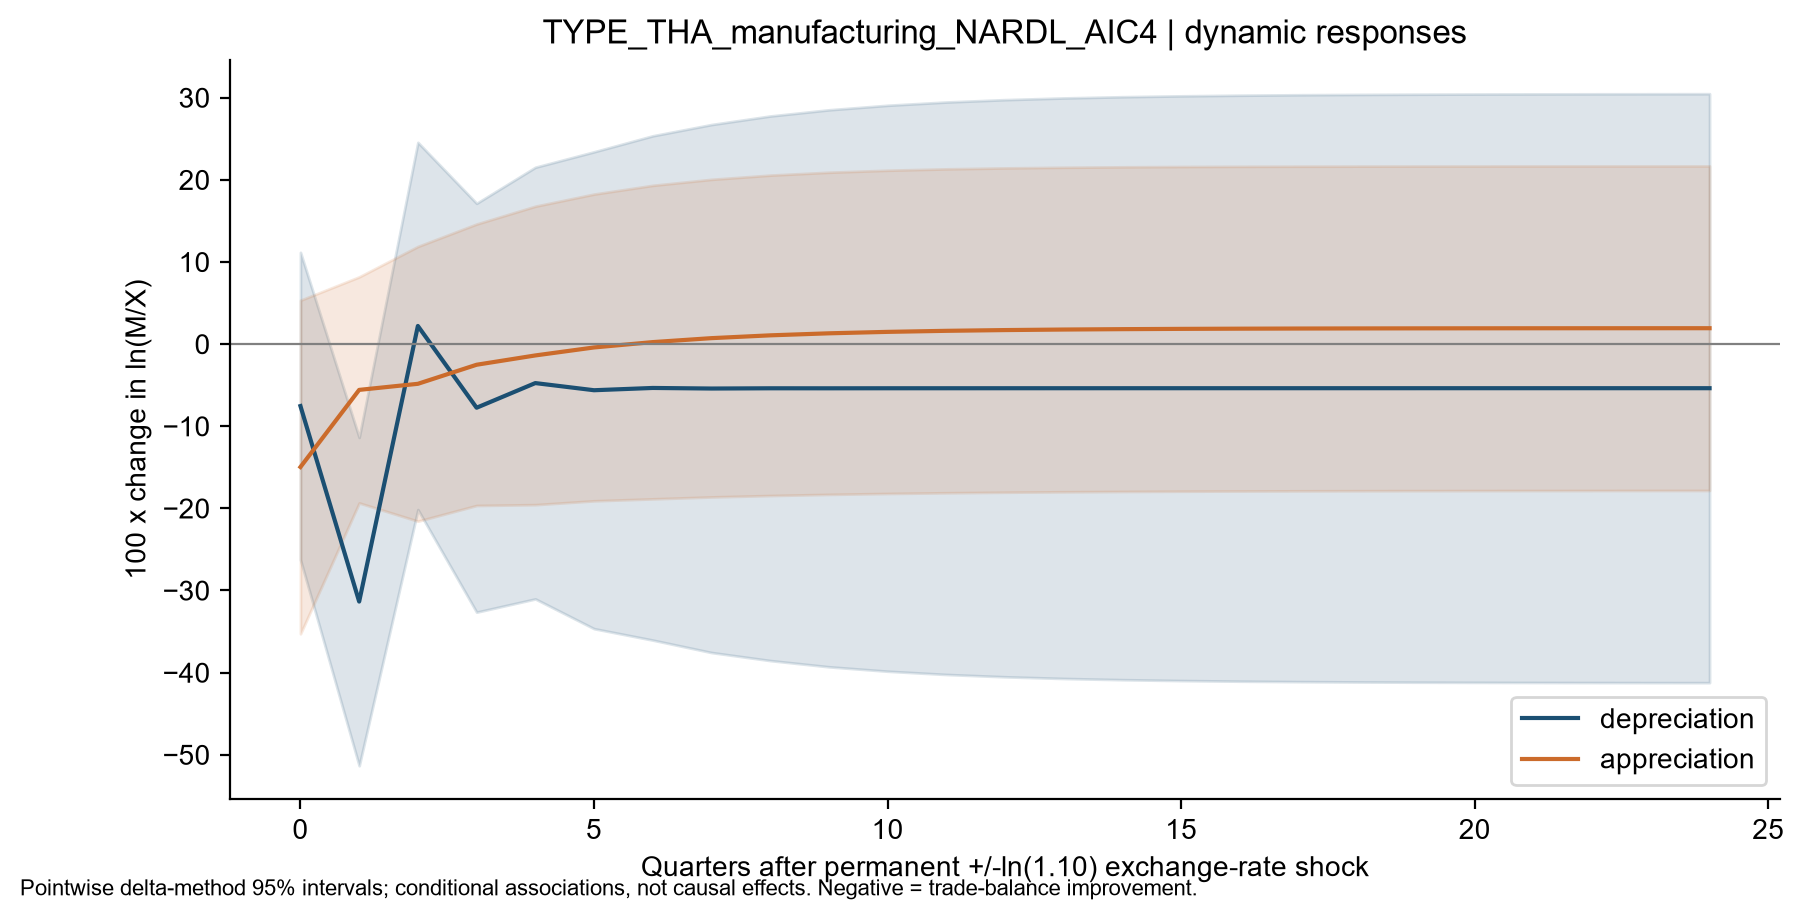 TYPE_THA_manufacturing_NARDL_AIC4 | dynamic responses
100 x change in ln(M/X)
30
20
10
0
−10
−20
−30
−40
−50
depreciation
appreciation
0 5 10 15 20 25
Quarters after permanent +/-ln(1.10) exchange-rate shock
Pointwise delta-method 95% intervals; conditional associations, not causal effects. Negative = trade-balance improvement.